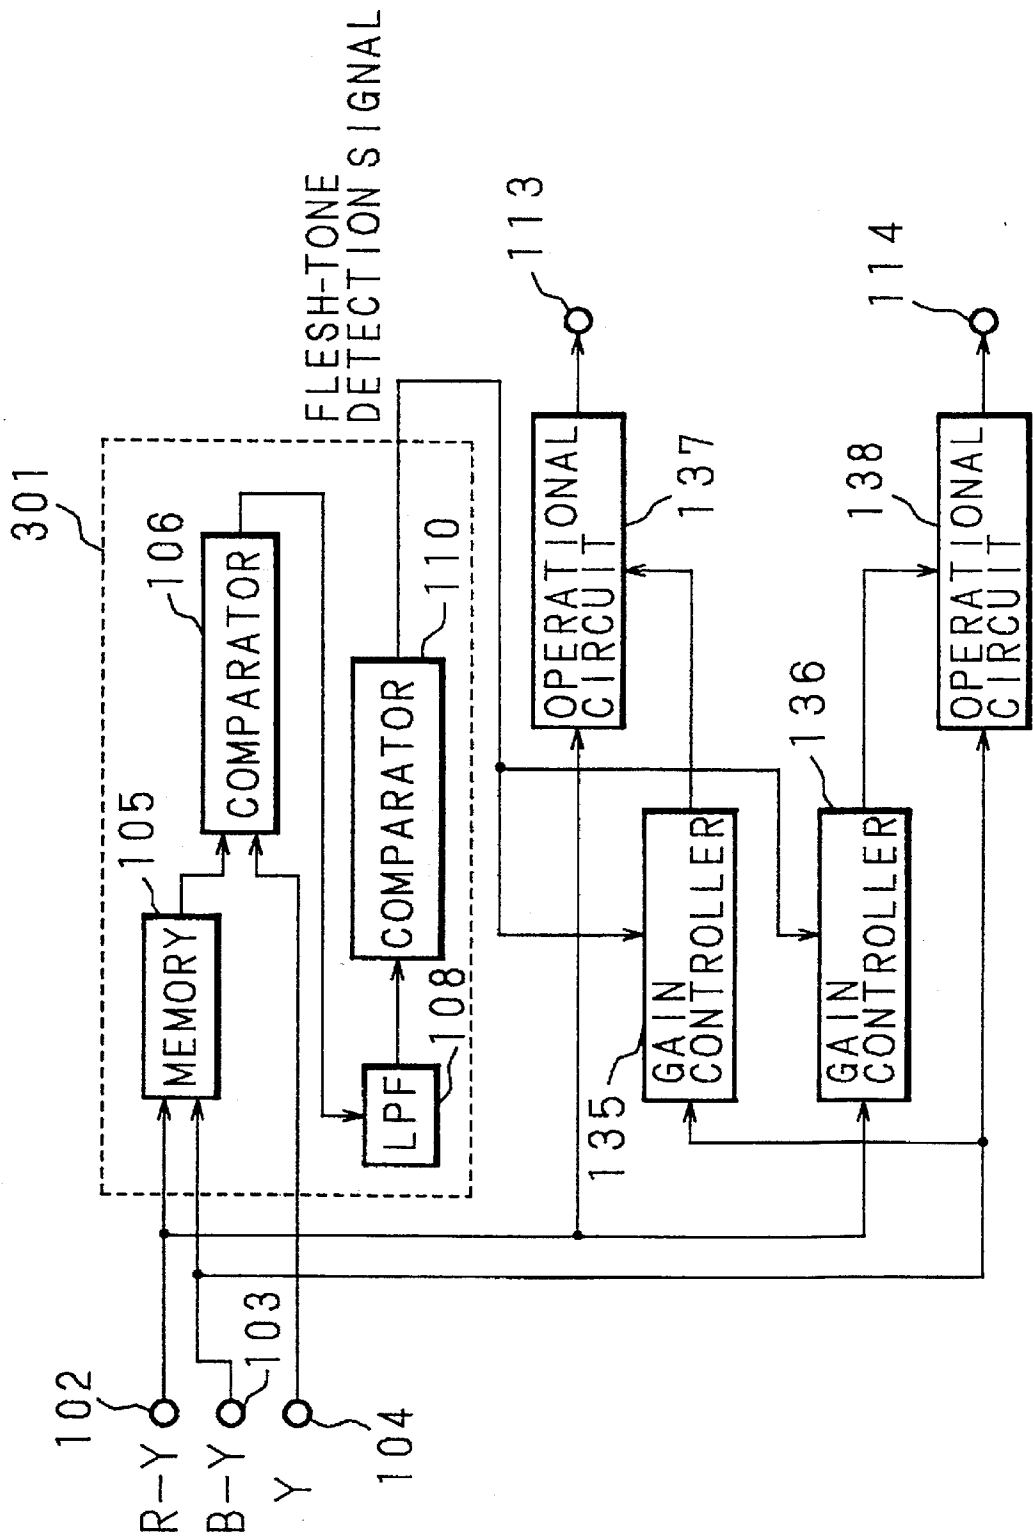 301
102
R-Y
B-Y
103
Y
104
MEMORY
105
COMPARATOR
106
LPF
108
COMPARATOR
110
FLESH-TONE
DETECTION SIGNAL
GAIN
CONTROLLER
135
OPERATIONAL
CIRCUIT
137
113
GAIN
CONTROLLER
136
OPERATIONAL
CIRCUIT
138
114